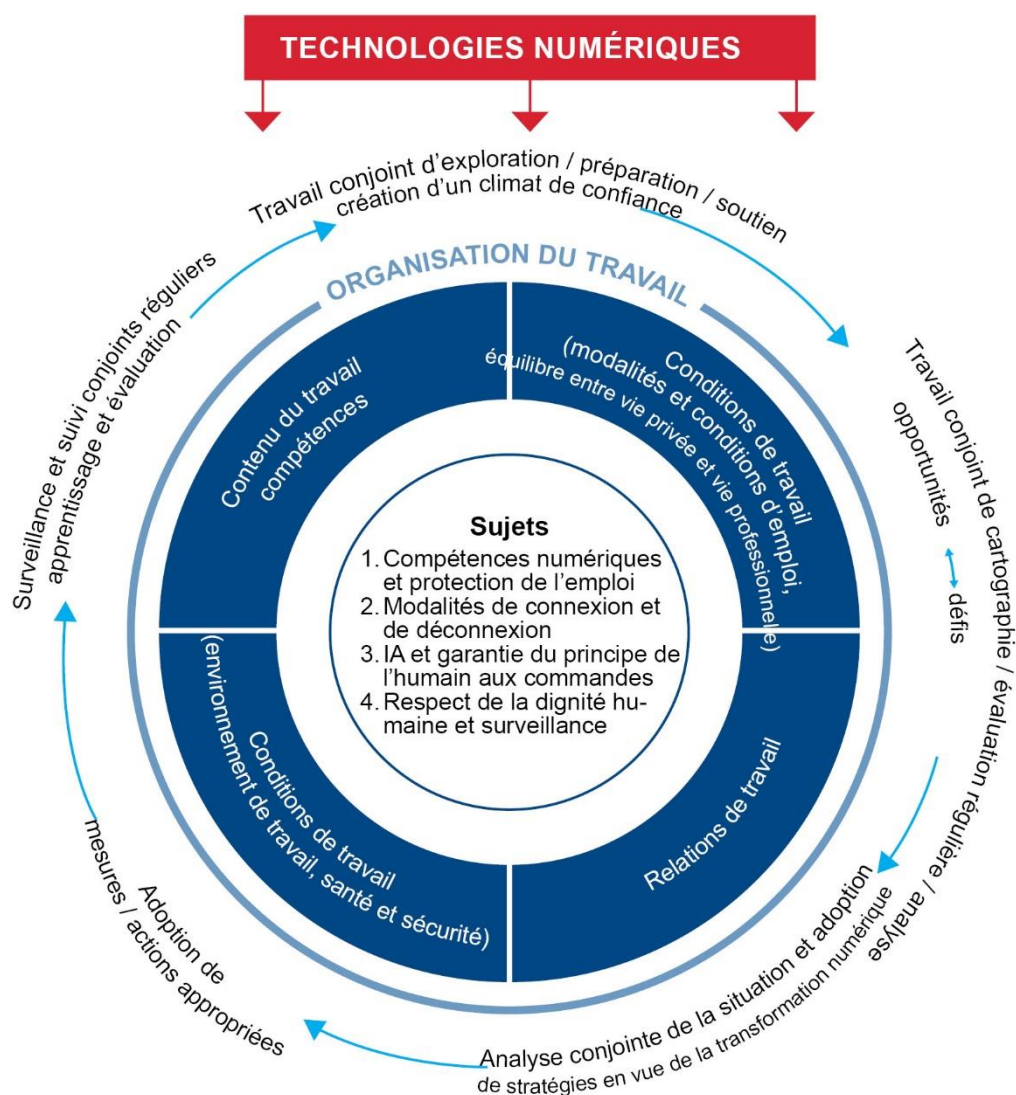 TECHNOLOGIES NUMÉRIQUES
Travail conjoint d'exploration / préparation / soutien
création d'un climat de confiance
Travail conjoint de cartographie / évaluation régulière / analyse
opportunités
défis
Analyse conjointe de la situation et adoption
de stratégies en vue de la transformation numérique
Adoption de
mesures / actions appropriées
Surveillance et suivi conjoints réguliers
apprentissage et évaluation
ORGANISATION DU TRAVAIL
Contenu du travail
compétences
Conditions de travail
(modalités et conditions d'emploi,
équilibre entre vie privée et vie professionnelle)
Relations de travail
Conditions de travail
(environnement de travail, santé et sécurité)
Sujets
1. Compétences numériques
et protection de l'emploi
2. Modalités de connexion et
de déconnexion
3. IA et garantie du principe de
l'humain aux commandes
4. Respect de la dignité hu-
maine et surveillance